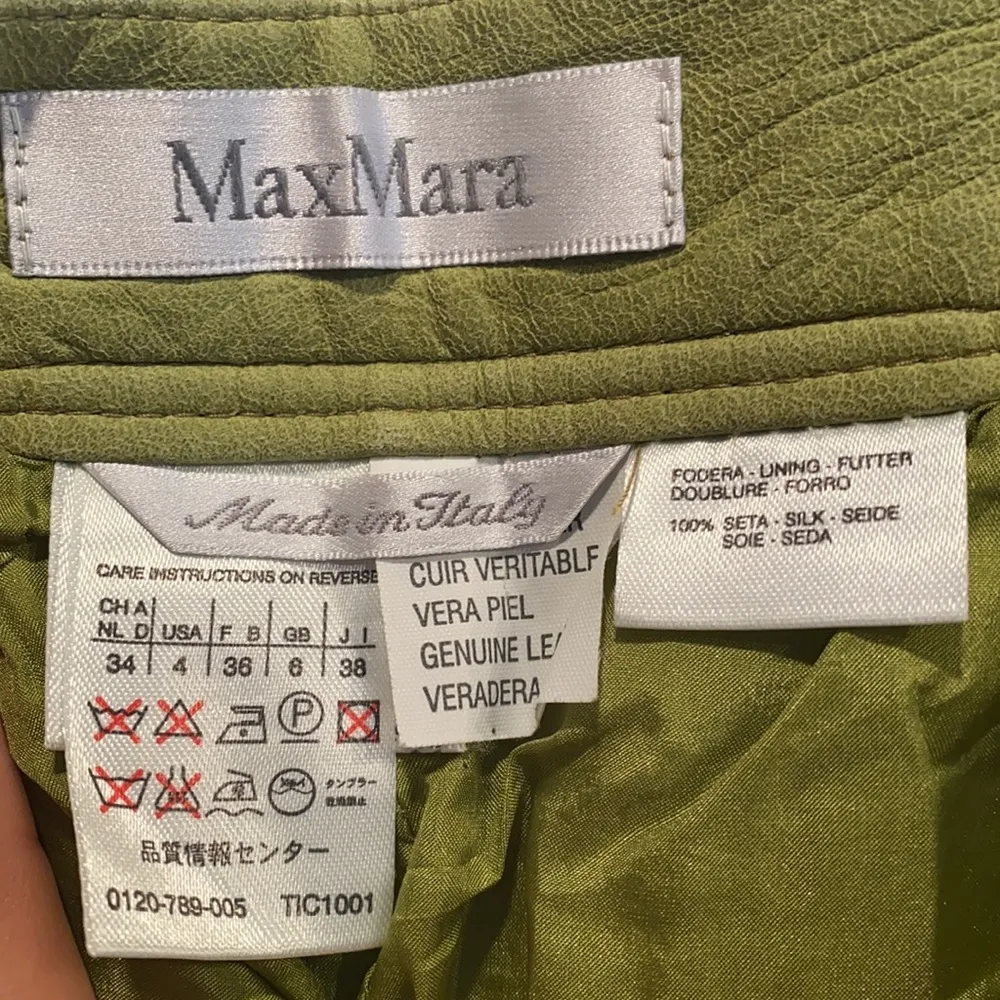 MaxMara
Made in Italy
CARE INSTRUCTIONS ON REVERSE
CH A
NL D USA F B GB J I
34 4 36 6 38
P
タンブラー
乾燥禁止
品質情報センター
0120-789-005 TIC1001
CUIR VERITABLE
VERA PIEL
GENUINE LE
VERADERA
FODERA - LINING - FUTTER
DOUBLURE - FORRO
100% SETA - SILK - SEIDE
SOIE - SEDA